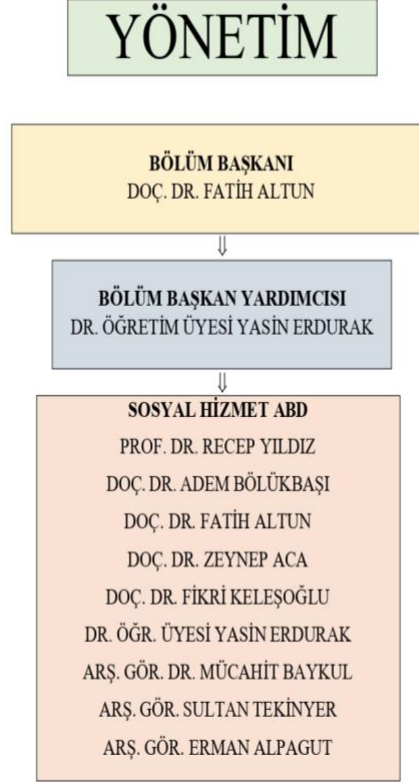 YÖNETİM
BÖLÜM BAŞKANI
DOÇ. DR. FATİH ALTUN
⇓
BÖLÜM BAŞKAN YARDIMCISI
DR. ÖĞRETİM ÜYESİ YASİN ERDURAK
⇓
SOSYAL HİZMET ABD
PROF. DR. RECEP YILDIZ
DOÇ. DR. ADEM BÖLÜKBAŞI
DOÇ. DR. FATİH ALTUN
DOÇ. DR. ZEYNEP ACA
DOÇ. DR. FİKRİ KELEŞOĞLU
DR. ÖĞR. ÜYESİ YASİN ERDURAK
ARŞ. GÖR. DR. MÜCAHİT BAYKUL
ARŞ. GÖR. SULTAN TEKİNYER
ARŞ. GÖR. ERMAN ALPAGUT